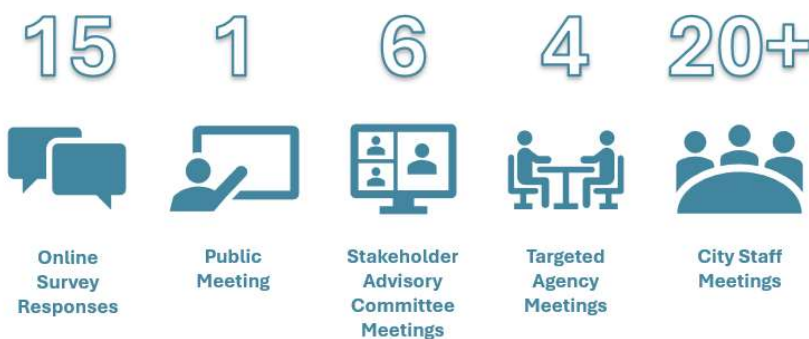 15
Online
Survey
Responses
1
Public
Meeting
6
Stakeholder
Advisory
Committee
Meetings
4
Targeted
Agency
Meetings
20+
City Staff
Meetings